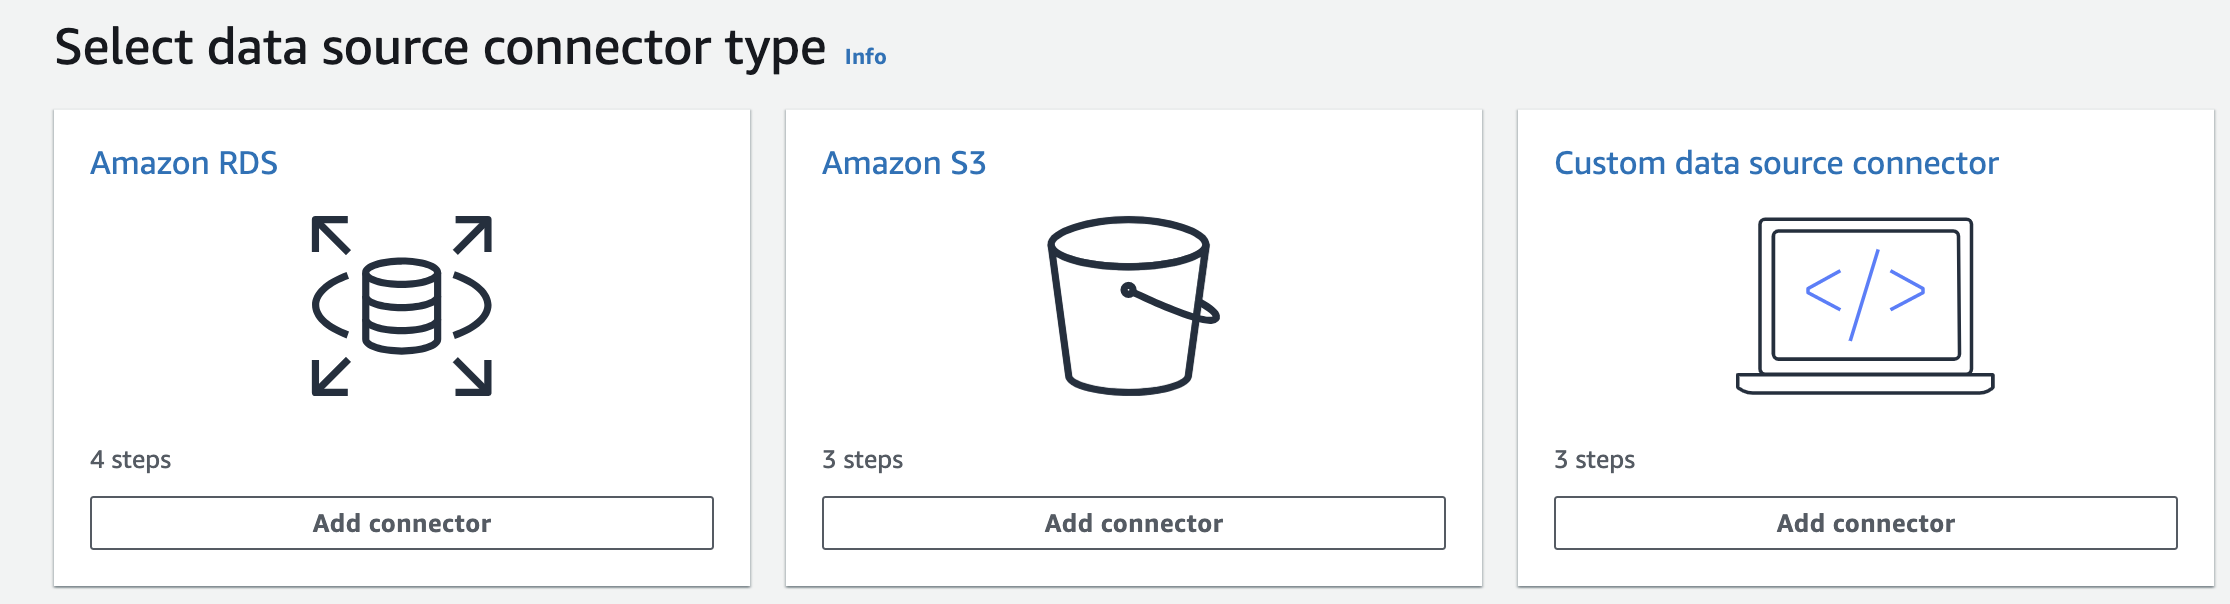 Select data source connector type Info
Amazon RDS
4 steps
Add connector
Amazon S3
3 steps
Add connector
Custom data source connector
</>
3 steps
Add connector